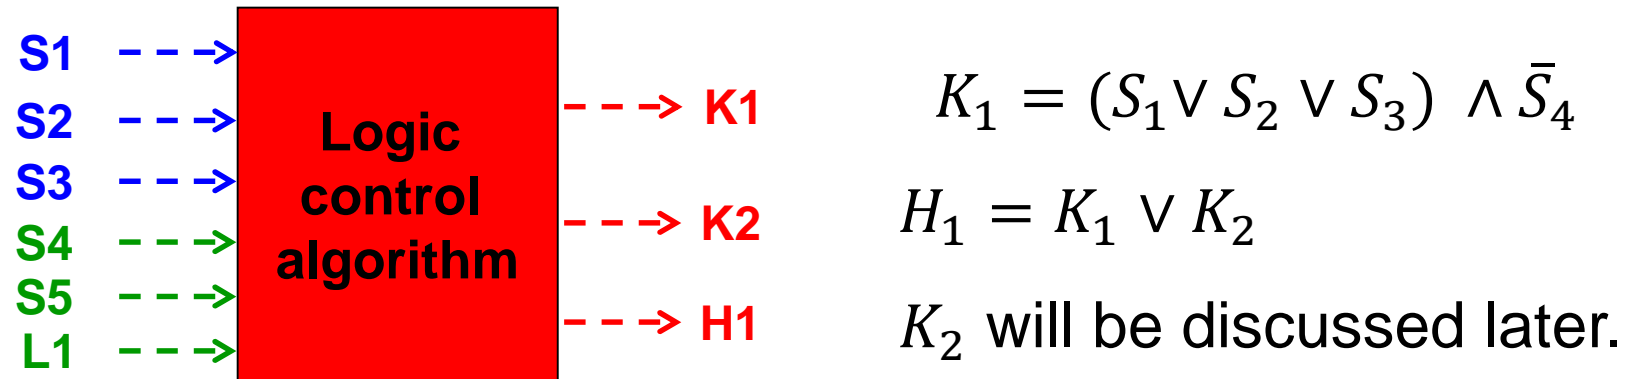 S1
S2
S3
S4
S5
L1
Logic
control
algorithm
K1
K2
H1
K₁ = (S₁∨ S₂ ∨ S₃) ∧ S̄₄
H₁ = K₁ ∨ K₂
K₂ will be discussed later.